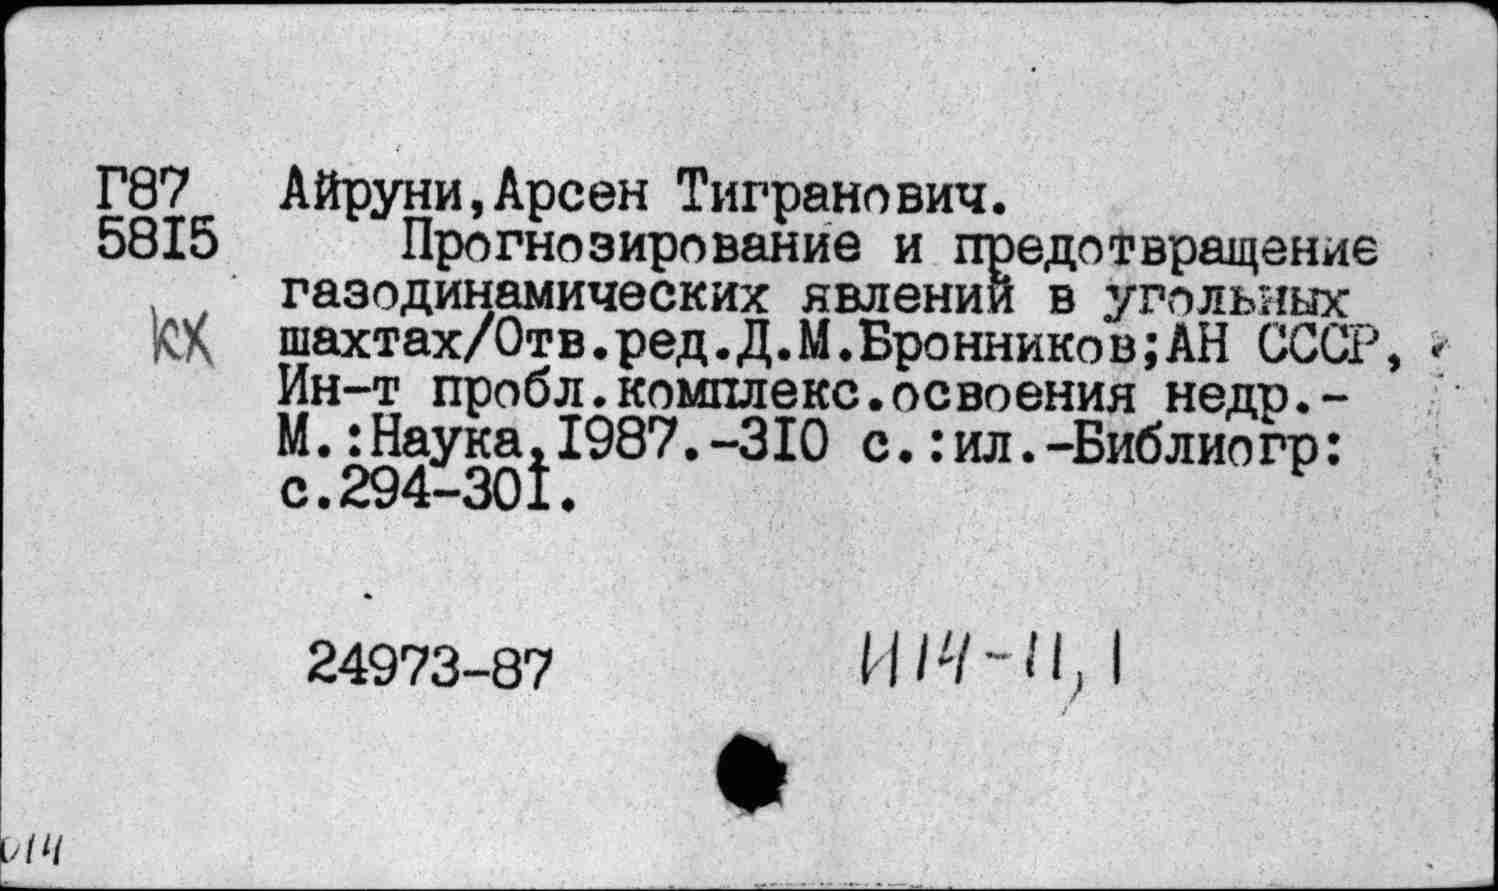 Г87 Айруни,Арсен Тигранович.
5815 Прогнозирование и предотвращение
газодинамических явлений в угольных
кх шахтах/Отв.ред.Д.М.Бронников;АН СССР,
Ин-т пробл.комплекс.освоения недр.-
М.:Наука,1987.-310 с.:ил.-Библиогр:
с.294-301.
24973-87 И14-11,1